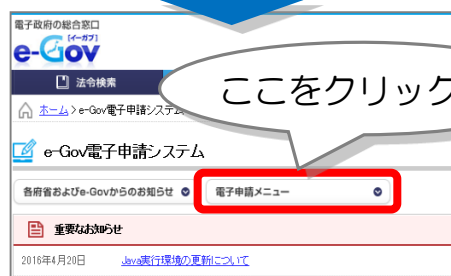 電子政府の総合窓口
[イーガブ]
e-Gov
法令検索
ここをクリック
ホーム > e-Gov電子申請システム
e-Gov電子申請システム
各府省およびe-Govからのお知らせ
電子申請メニュー
重要なお知らせ
2016年4月20日 Java実行環境の更新について